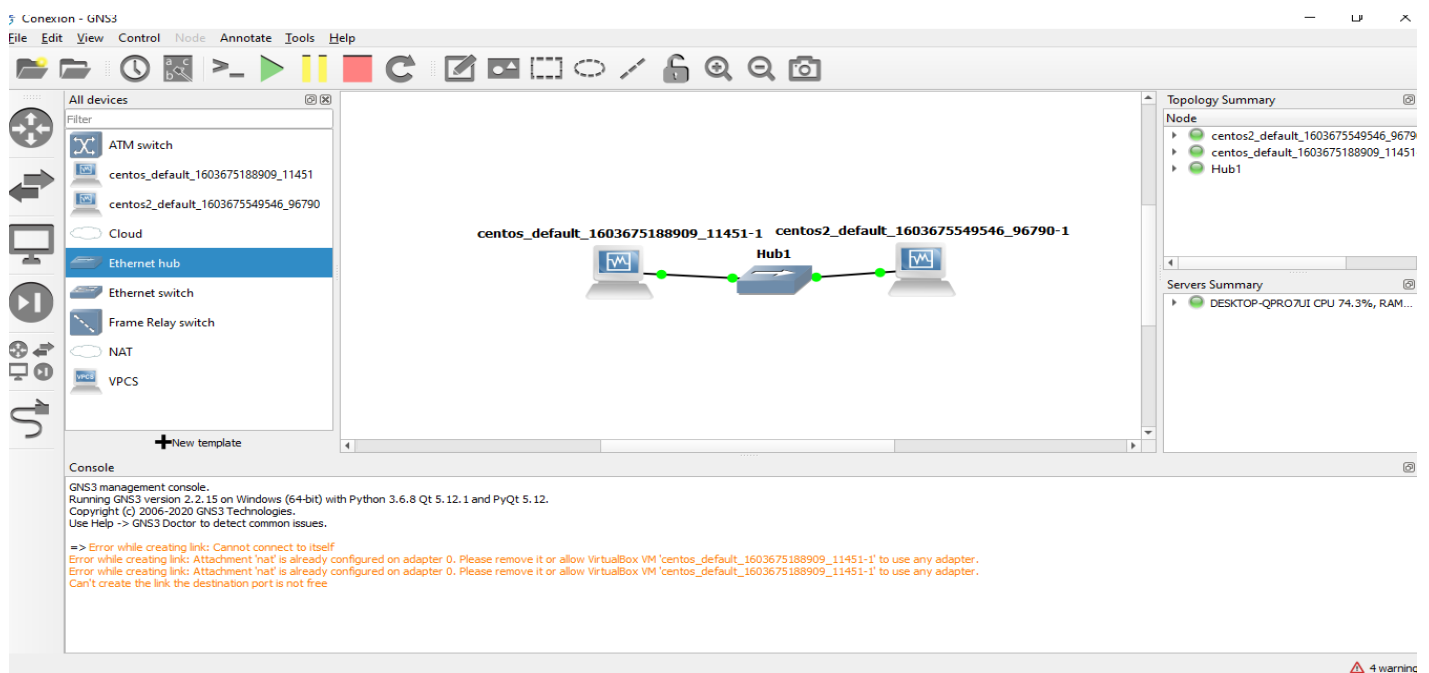 Conexion - GNS3
File Edit View Control Node Annotate Tools Help
All devices
Filter
ATM switch
centos_default_1603675188909_11451
centos2_default_1603675549546_96790
Cloud
Ethernet hub
Ethernet switch
Frame Relay switch
NAT
VPCS
New template
centos_default_1603675188909_11451-1
centos2_default_1603675549546_96790-1
Hub1
Topology Summary
Node
centos2_default_1603675549546_9679
centos_default_1603675188909_11451
Hub1
Servers Summary
DESKTOP-QPRO7UI CPU 74.3%, RAM...
Console
GNS3 management console.
Running GNS3 version 2.2.15 on Windows (64-bit) with Python 3.6.8 Qt 5.12.1 and PyQt 5.12.
Copyright (c) 2006-2020 GNS3 Technologies.
Use Help -> GNS3 Doctor to detect common issues.
=> Error while creating link: Cannot connect to itself
Error while creating link: Attachment 'nat' is already configured on adapter 0. Please remove it or allow VirtualBox VM 'centos_default_1603675188909_11451-1' to use any adapter.
Error while creating link: Attachment 'nat' is already configured on adapter 0. Please remove it or allow VirtualBox VM 'centos_default_1603675188909_11451-1' to use any adapter.
Can't create the link the destination port is not free
4 warning